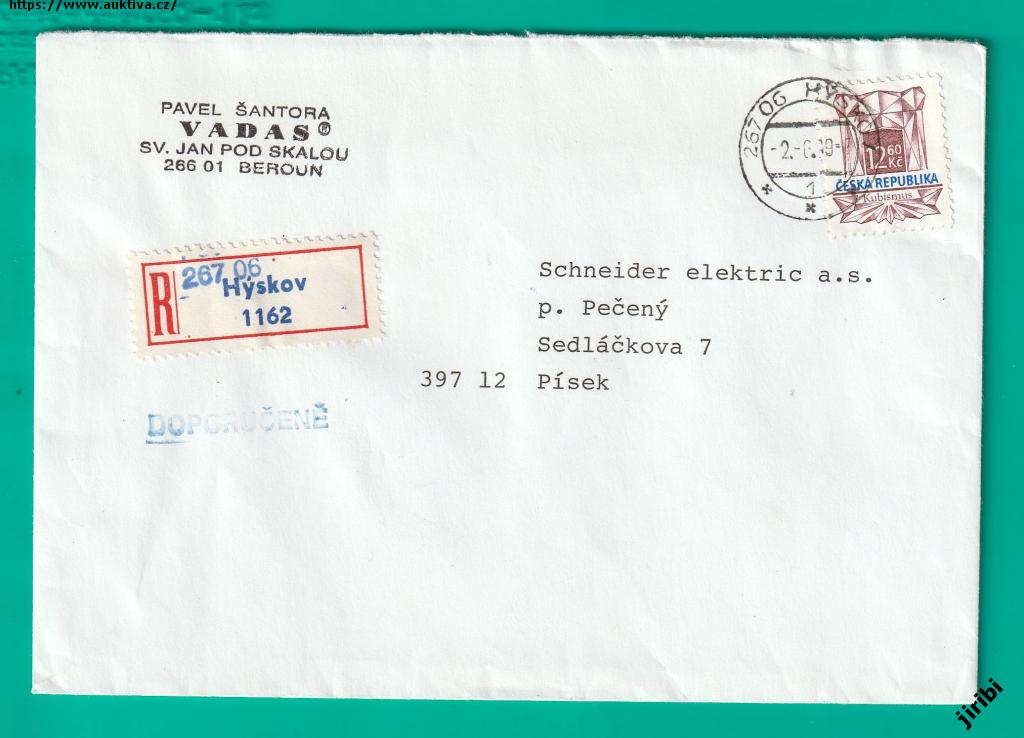 https://www.auktiva.cz/
PAVEL ŠANTORA
VADAS®
SV. JAN POD SKALOU
266 01 BEROUN
267 06 HÝSKOV
-2.-6.99-
1
12 60
Kč
ČESKÁ REPUBLIKA
Kubismus
R
267 06
Hýskov
1162
Schneider elektric a.s.
p. Pečený
Sedláčkova 7
397 12 Písek
DOPORUČENĚ
jiribi